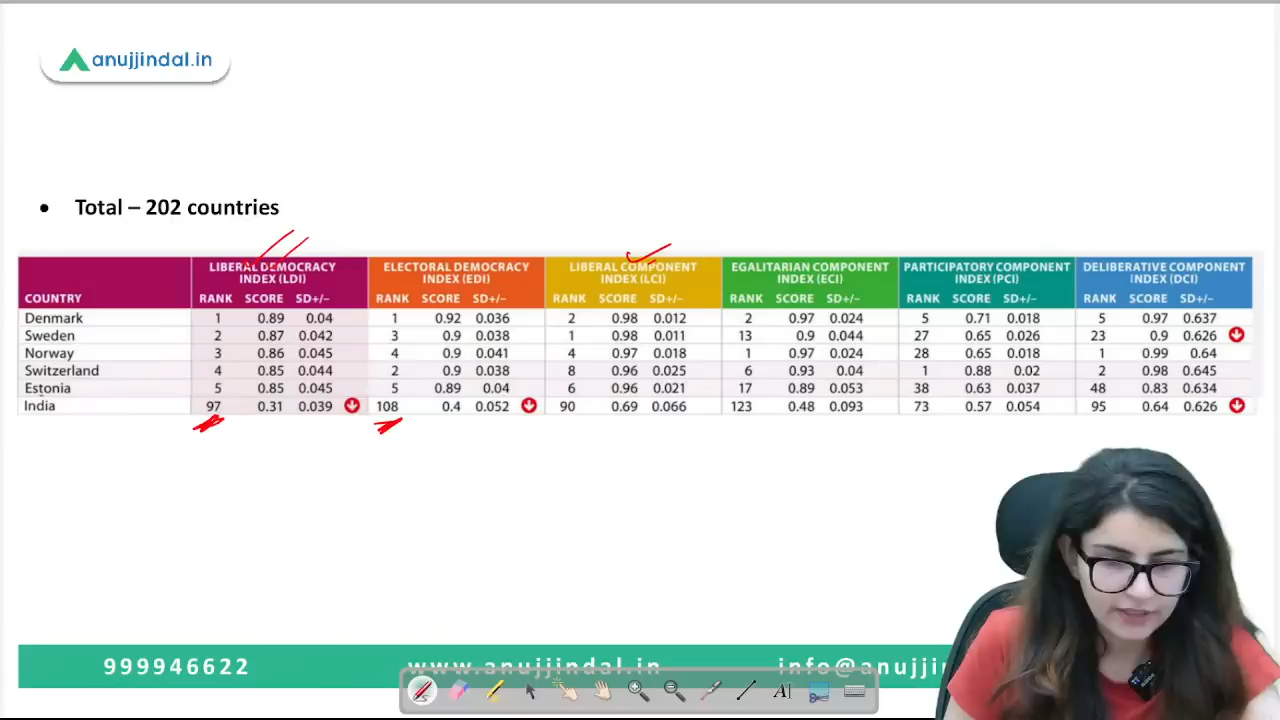 anujjindal.in
• Total – 202 countries
LIBERAL DEMOCRACY INDEX (LDI) ELECTORAL DEMOCRACY INDEX (EDI) LIBERAL COMPONENT INDEX (LCI) EGALITARIAN COMPONENT INDEX (ECI) PARTICIPATORY COMPONENT INDEX (PCI) DELIBERATIVE COMPONENT INDEX (DCI)
COUNTRY RANK SCORE SD+/– RANK SCORE SD+/– RANK SCORE SD+/– RANK SCORE SD+/– RANK SCORE SD+/– RANK SCORE SD+/–
Denmark 1 0.89 0.04 1 0.92 0.036 2 0.98 0.012 2 0.97 0.024 5 0.71 0.018 5 0.97 0.637
Sweden 2 0.87 0.042 3 0.9 0.038 1 0.98 0.011 13 0.9 0.044 27 0.65 0.026 23 0.9 0.626
Norway 3 0.86 0.045 4 0.9 0.041 4 0.97 0.018 1 0.97 0.024 28 0.65 0.018 1 0.99 0.64
Switzerland 4 0.85 0.044 2 0.9 0.038 8 0.96 0.025 6 0.93 0.04 1 0.88 0.02 2 0.98 0.645
Estonia 5 0.85 0.045 5 0.89 0.04 6 0.96 0.021 17 0.89 0.053 38 0.63 0.037 48 0.83 0.634
India 97 0.31 0.039 108 0.4 0.052 90 0.69 0.066 123 0.48 0.093 73 0.57 0.054 95 0.64 0.626
999946622 www.anujjindal.in info@anujjin
A